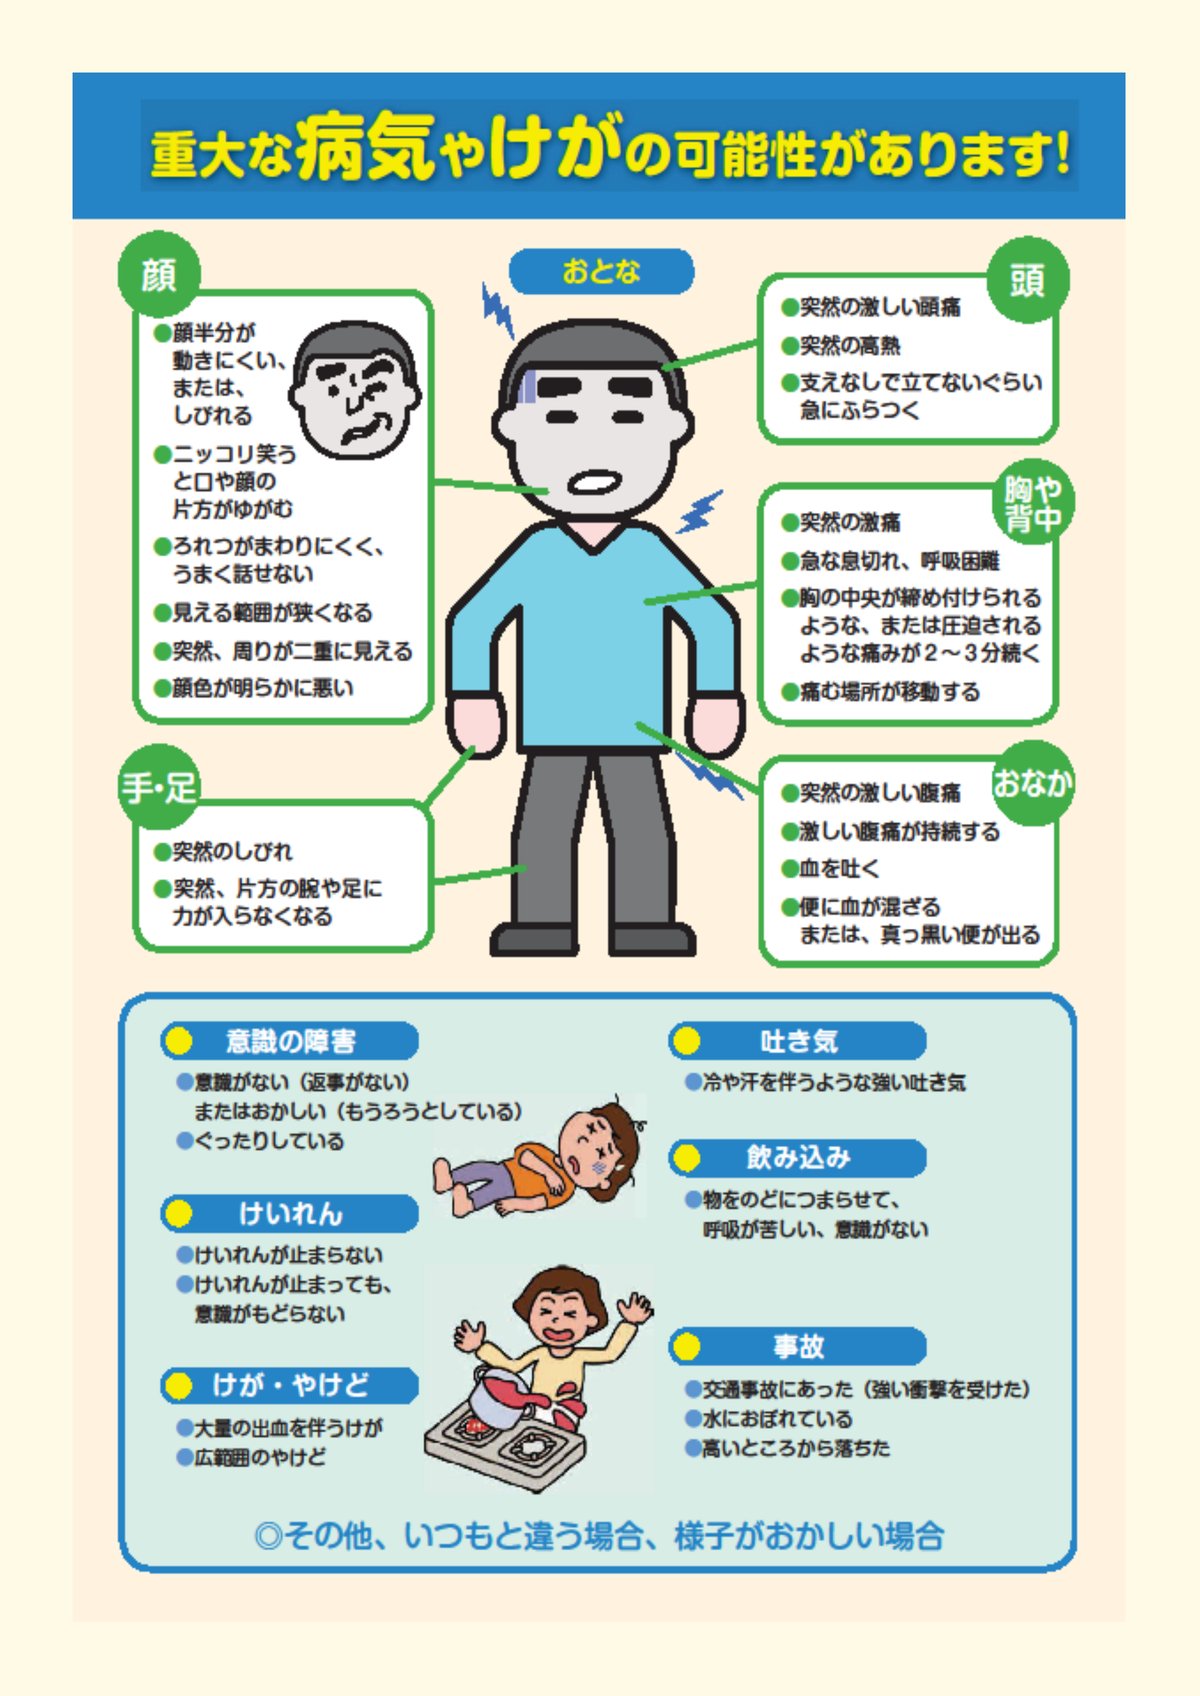 重大な病気やけがの可能性があります!
おとな
顔
●顔半分が
動きにくい、
または、
しびれる
●ニッコリ笑う
と口や顔の
片方がゆがむ
●ろれつがまわりにくく、
うまく話せない
●見える範囲が狭くなる
●突然、周りが二重に見える
●顔色が明らかに悪い
手・足
●突然のしびれ
●突然、片方の腕や足に
力が入らなくなる
頭
●突然の激しい頭痛
●突然の高熱
●支えなしで立てないぐらい
急にふらつく
胸や
背中
●突然の激痛
●急な息切れ、呼吸困難
●胸の中央が締め付けられる
ような、または圧迫される
ような痛みが2～3分続く
●痛む場所が移動する
おなか
●突然の激しい腹痛
●激しい腹痛が持続する
●血を吐く
●便に血が混ざる
または、真っ黒い便が出る
意識の障害
●意識がない（返事がない）
またはおかしい（もうろうとしている）
●ぐったりしている
けいれん
●けいれんが止まらない
●けいれんが止まっても、
意識がもどらない
けが・やけど
●大量の出血を伴うけが
●広範囲のやけど
吐き気
●冷や汗を伴うような強い吐き気
飲み込み
●物をのどにつまらせて、
呼吸が苦しい、意識がない
事故
●交通事故にあった（強い衝撃を受けた）
●水におぼれている
●高いところから落ちた
◎その他、いつもと違う場合、様子がおかしい場合